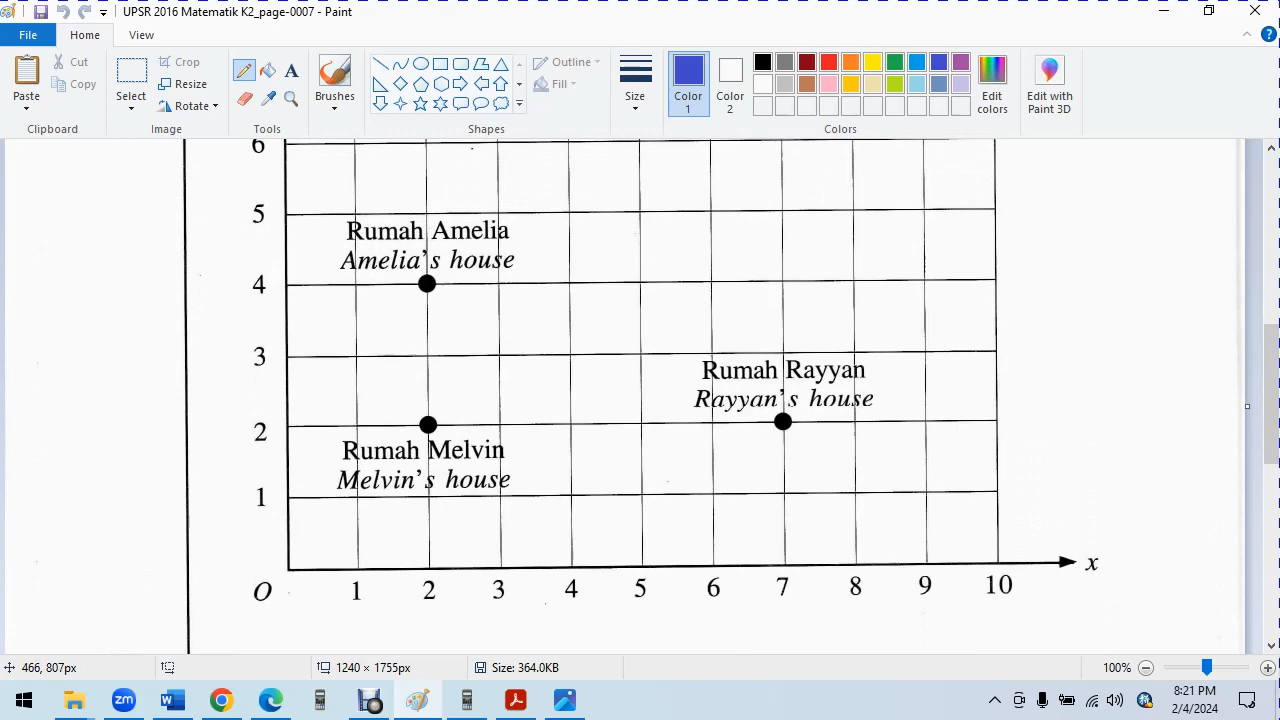 UPSR 2016 Matematik K2_page-0007 - Paint
File Home View
Paste
Cut
Copy
Clipboard
Select
Crop
Resize
Rotate
Image
A
Tools
Brushes
Outline
Fill
Shapes
Size
Color 1
Color 2
Edit colors
Colors
Edit with Paint 3D
6
5
Rumah Amelia
Amelia's house
4
3
Rumah Rayyan
Rayyan's house
2
Rumah Melvin
Melvin's house
1
x
O 1 2 3 4 5 6 7 8 9 10
466, 807px
1240 × 1755px
Size: 364.0KB
100%
zm
W
8:21 PM
2/4/2024